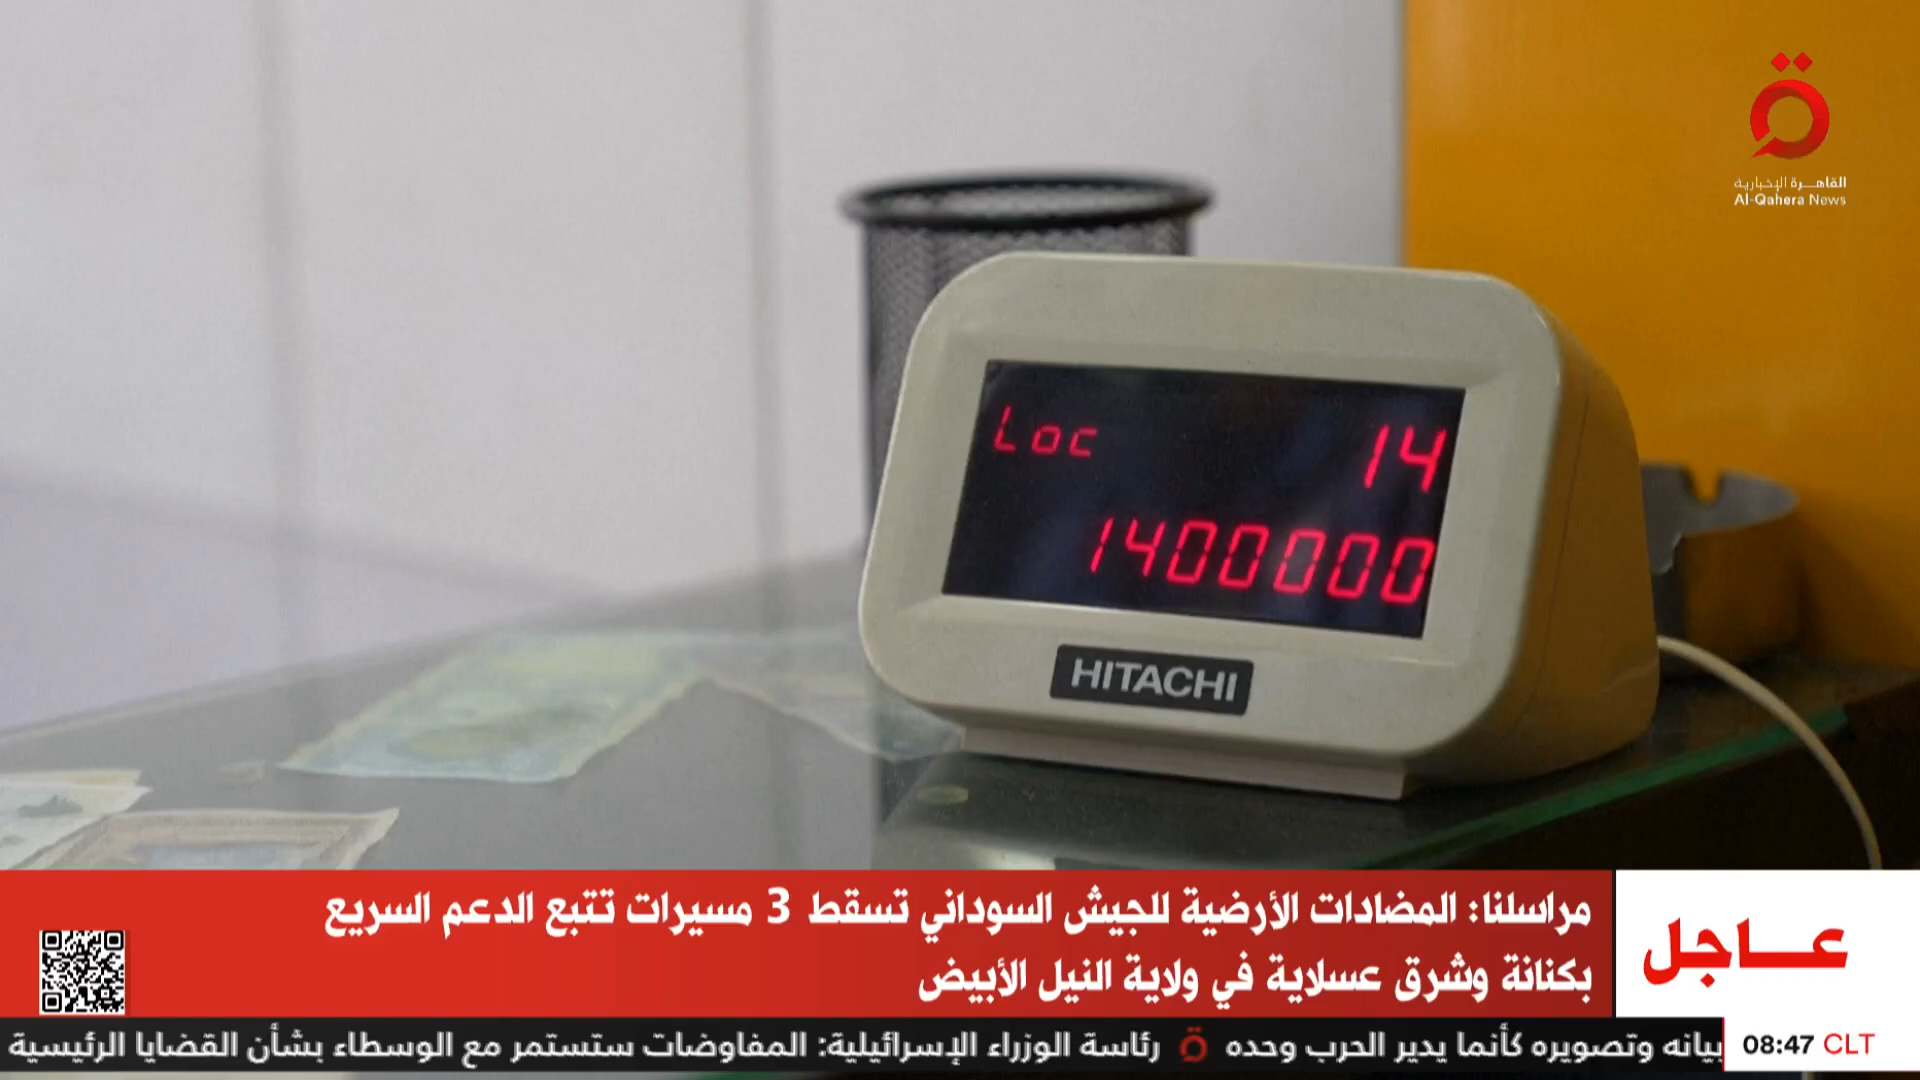 القاهرة الإخبارية
Al-Qahera News
Loc 14
1400000
HITACHI
عاجل
مراسلنا: المضادات الأرضية للجيش السوداني تسقط 3 مسيرات تتبع الدعم السريع
بكنانة وشرق عسلاية في ولاية النيل الأبيض
بيانه وتصويره كأنما يدير الحرب وحده رئاسة الوزراء الإسرائيلية: المفاوضات ستستمر مع الوسطاء بشأن القضايا الرئيسية
08:47 CLT